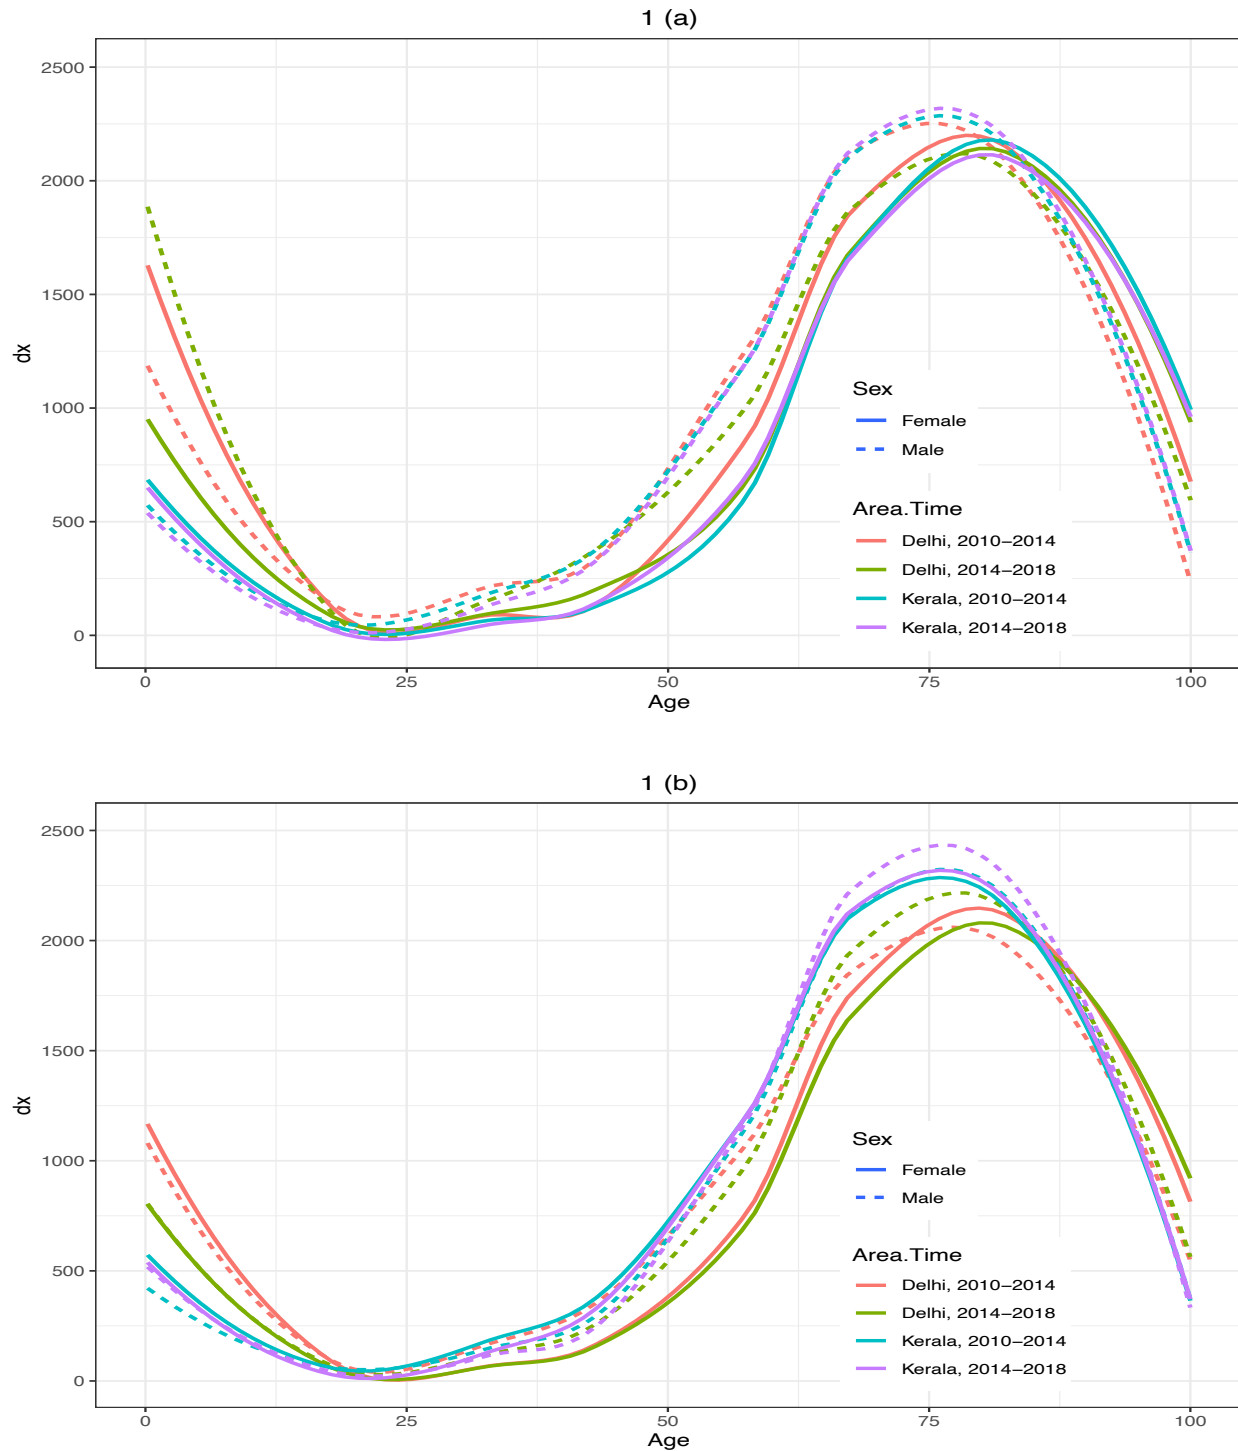 1 (a)
2500
2000
1500
1000
500
0
dx
0 25 50 75 100
Age
Sex
Female
Male
Area.Time
Delhi, 2010−2014
Delhi, 2014−2018
Kerala, 2010−2014
Kerala, 2014−2018
1 (b)
2500
2000
1500
1000
500
0
dx
0 25 50 75 100
Age
Sex
Female
Male
Area.Time
Delhi, 2010−2014
Delhi, 2014−2018
Kerala, 2010−2014
Kerala, 2014−2018